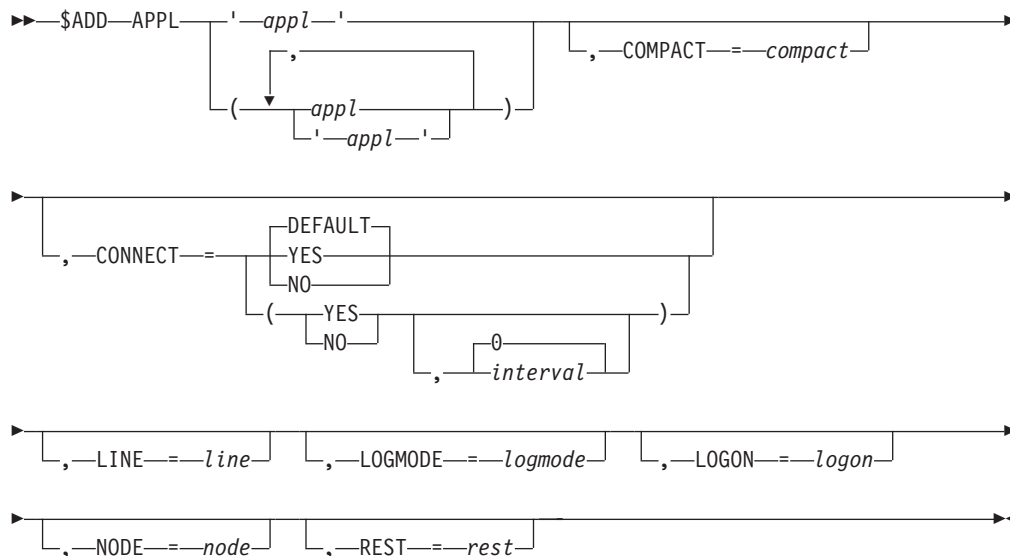 $ADD APPL ' appl '
, COMPACT = compact
,
( appl )
' appl '
DEFAULT
, CONNECT = YES
NO
( YES )
NO 0
, interval
, LINE = line , LOGMODE = logmode , LOGON = logon
, NODE = node , REST = rest